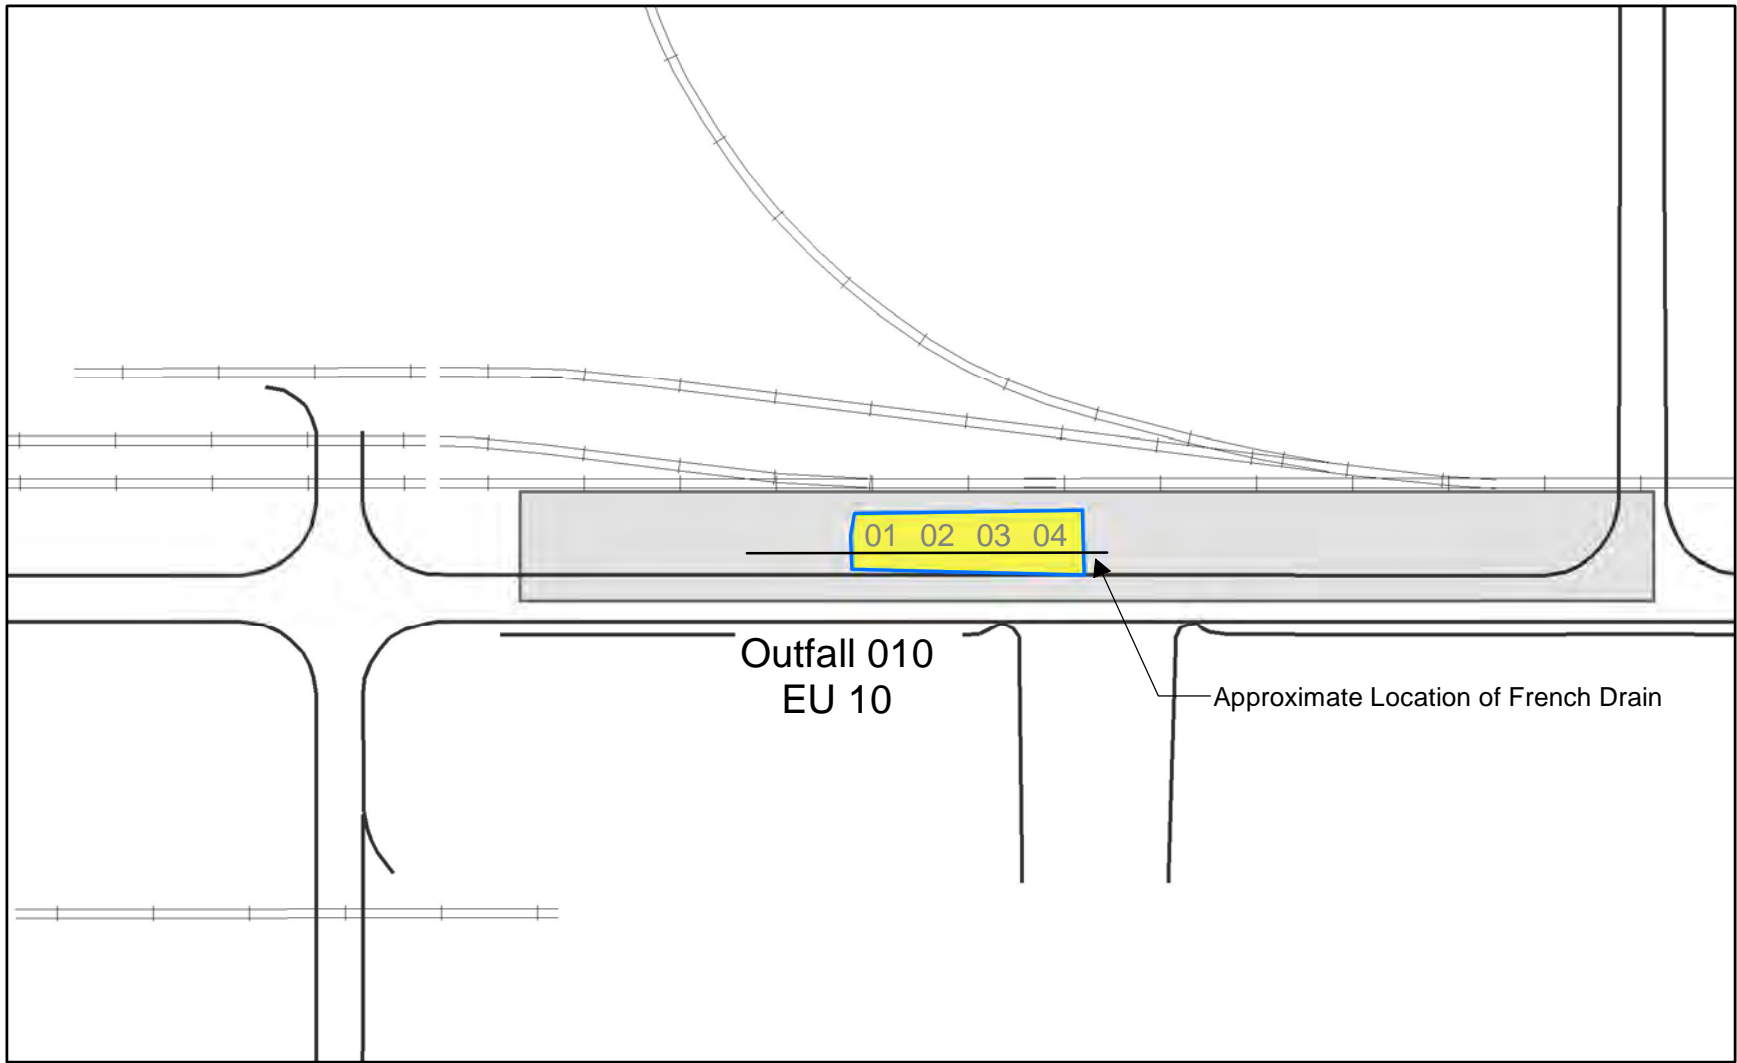 01 02 03 04
Outfall 010
EU 10
Approximate Location of French Drain